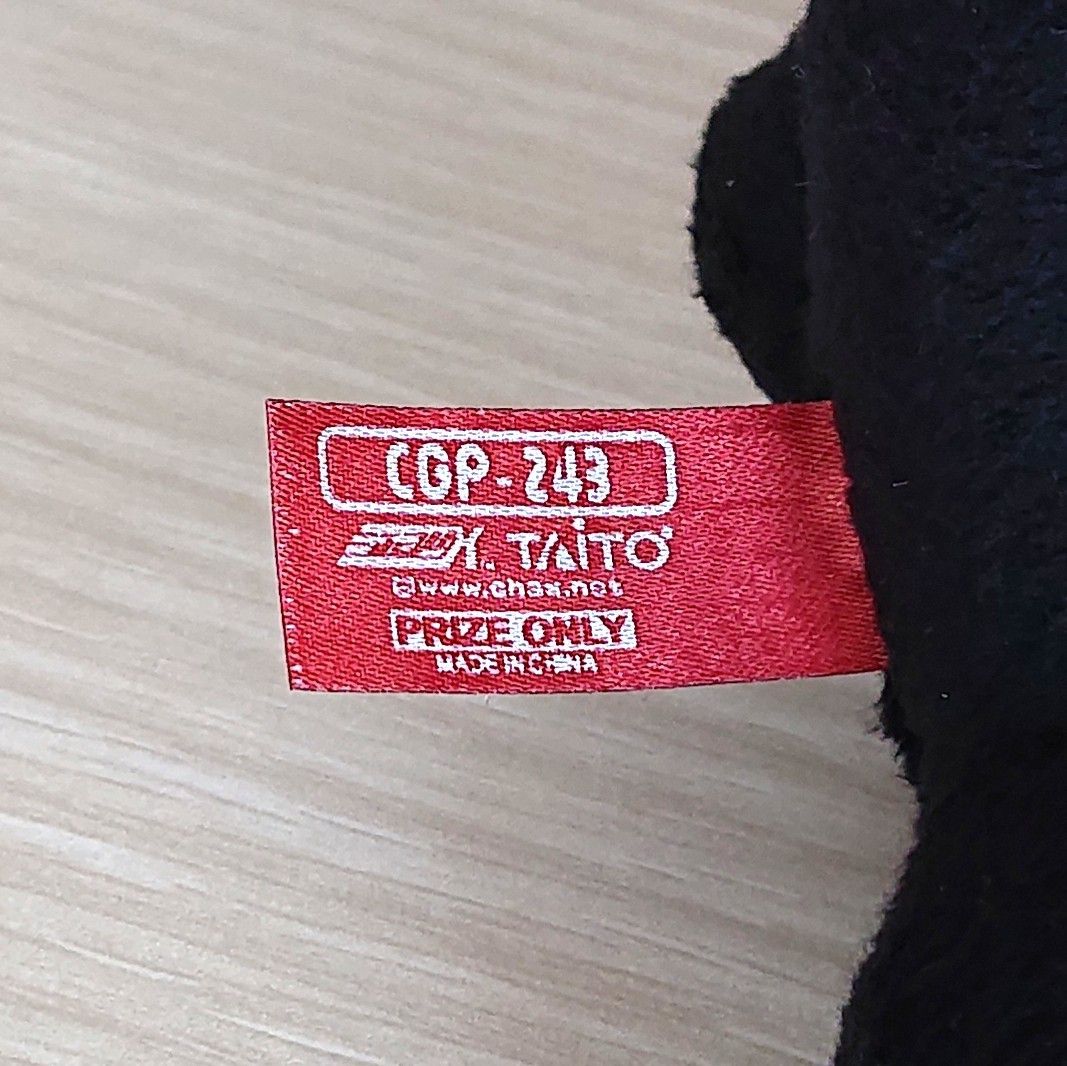 CGP-243
TAITO
©www.chax.net
PRIZE ONLY
MADE IN CHINA